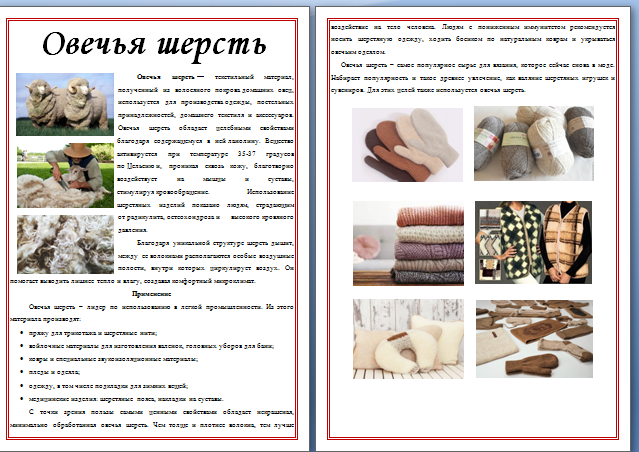 Овечья шерсть
Овечья шерсть — текстильный материал,
полученный из волосяного покрова домашних овец,
используется для производства одежды, постельных
принадлежностей, домашнего текстиля и аксессуаров.
Овечья шерсть обладает целебными свойствами
благодаря содержащемуся в ней ланолину. Вещество
активируется при температуре 35-37 градусов
по Цельсию и, проникая сквозь кожу, благотворно
воздействует на мышцы и суставы,
стимулируя кровообращение. Использование
шерстяных изделий показано людям, страдающим
от радикулита, остеохондроза и высокого кровяного
давления.
Благодаря уникальной структуре шерсть дышит,
между ее волокнами располагаются особые воздушные
полости, внутри которых циркулирует воздух. Он
помогает выводить лишнее тепло и влагу, создавая комфортный микроклимат.
Применение
Овечья шерсть – лидер по использованию в легкой промышленности. Из этого
материала производят:
• пряжу для трикотажа и шерстяные нити;
• войлочные материалы для изготовления валенок, головных уборов для бани;
• ковры и специальные звукоизоляционные материалы;
• пледы и одеяла;
• одежду, в том числе подкладки для зимних вещей;
• медицинские изделия: шерстяные пояса, накладки на суставы.
С точки зрения пользы самыми ценными свойствами обладает некрашеная,
минимально обработанная овечья шерсть. Чем толще и плотнее волокна, тем лучше
воздействие на тело человека. Людям с пониженным иммунитетом рекомендуется
носить шерстяную одежду, ходить босиком по натуральным коврам и укрываться
овечьим одеялом.
Овечья шерсть – самое популярное сырье для вязания, которое сейчас снова в моде.
Набирает популярность и такое древнее увлечение, как валяние шерстяных игрушек и
сувениров. Для этих целей также используется овечья шерсть.